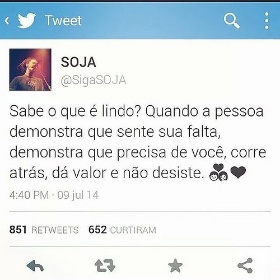 Tweet
SOJA
@SigaSOJA
Sabe o que é lindo? Quando a pessoa
demonstra que sente sua falta,
demonstra que precisa de você, corre
atrás, dá valor e não desiste. 💑❤
4:40 PM · 09 jul 14
851 RETWEETS 652 CURTIRAM